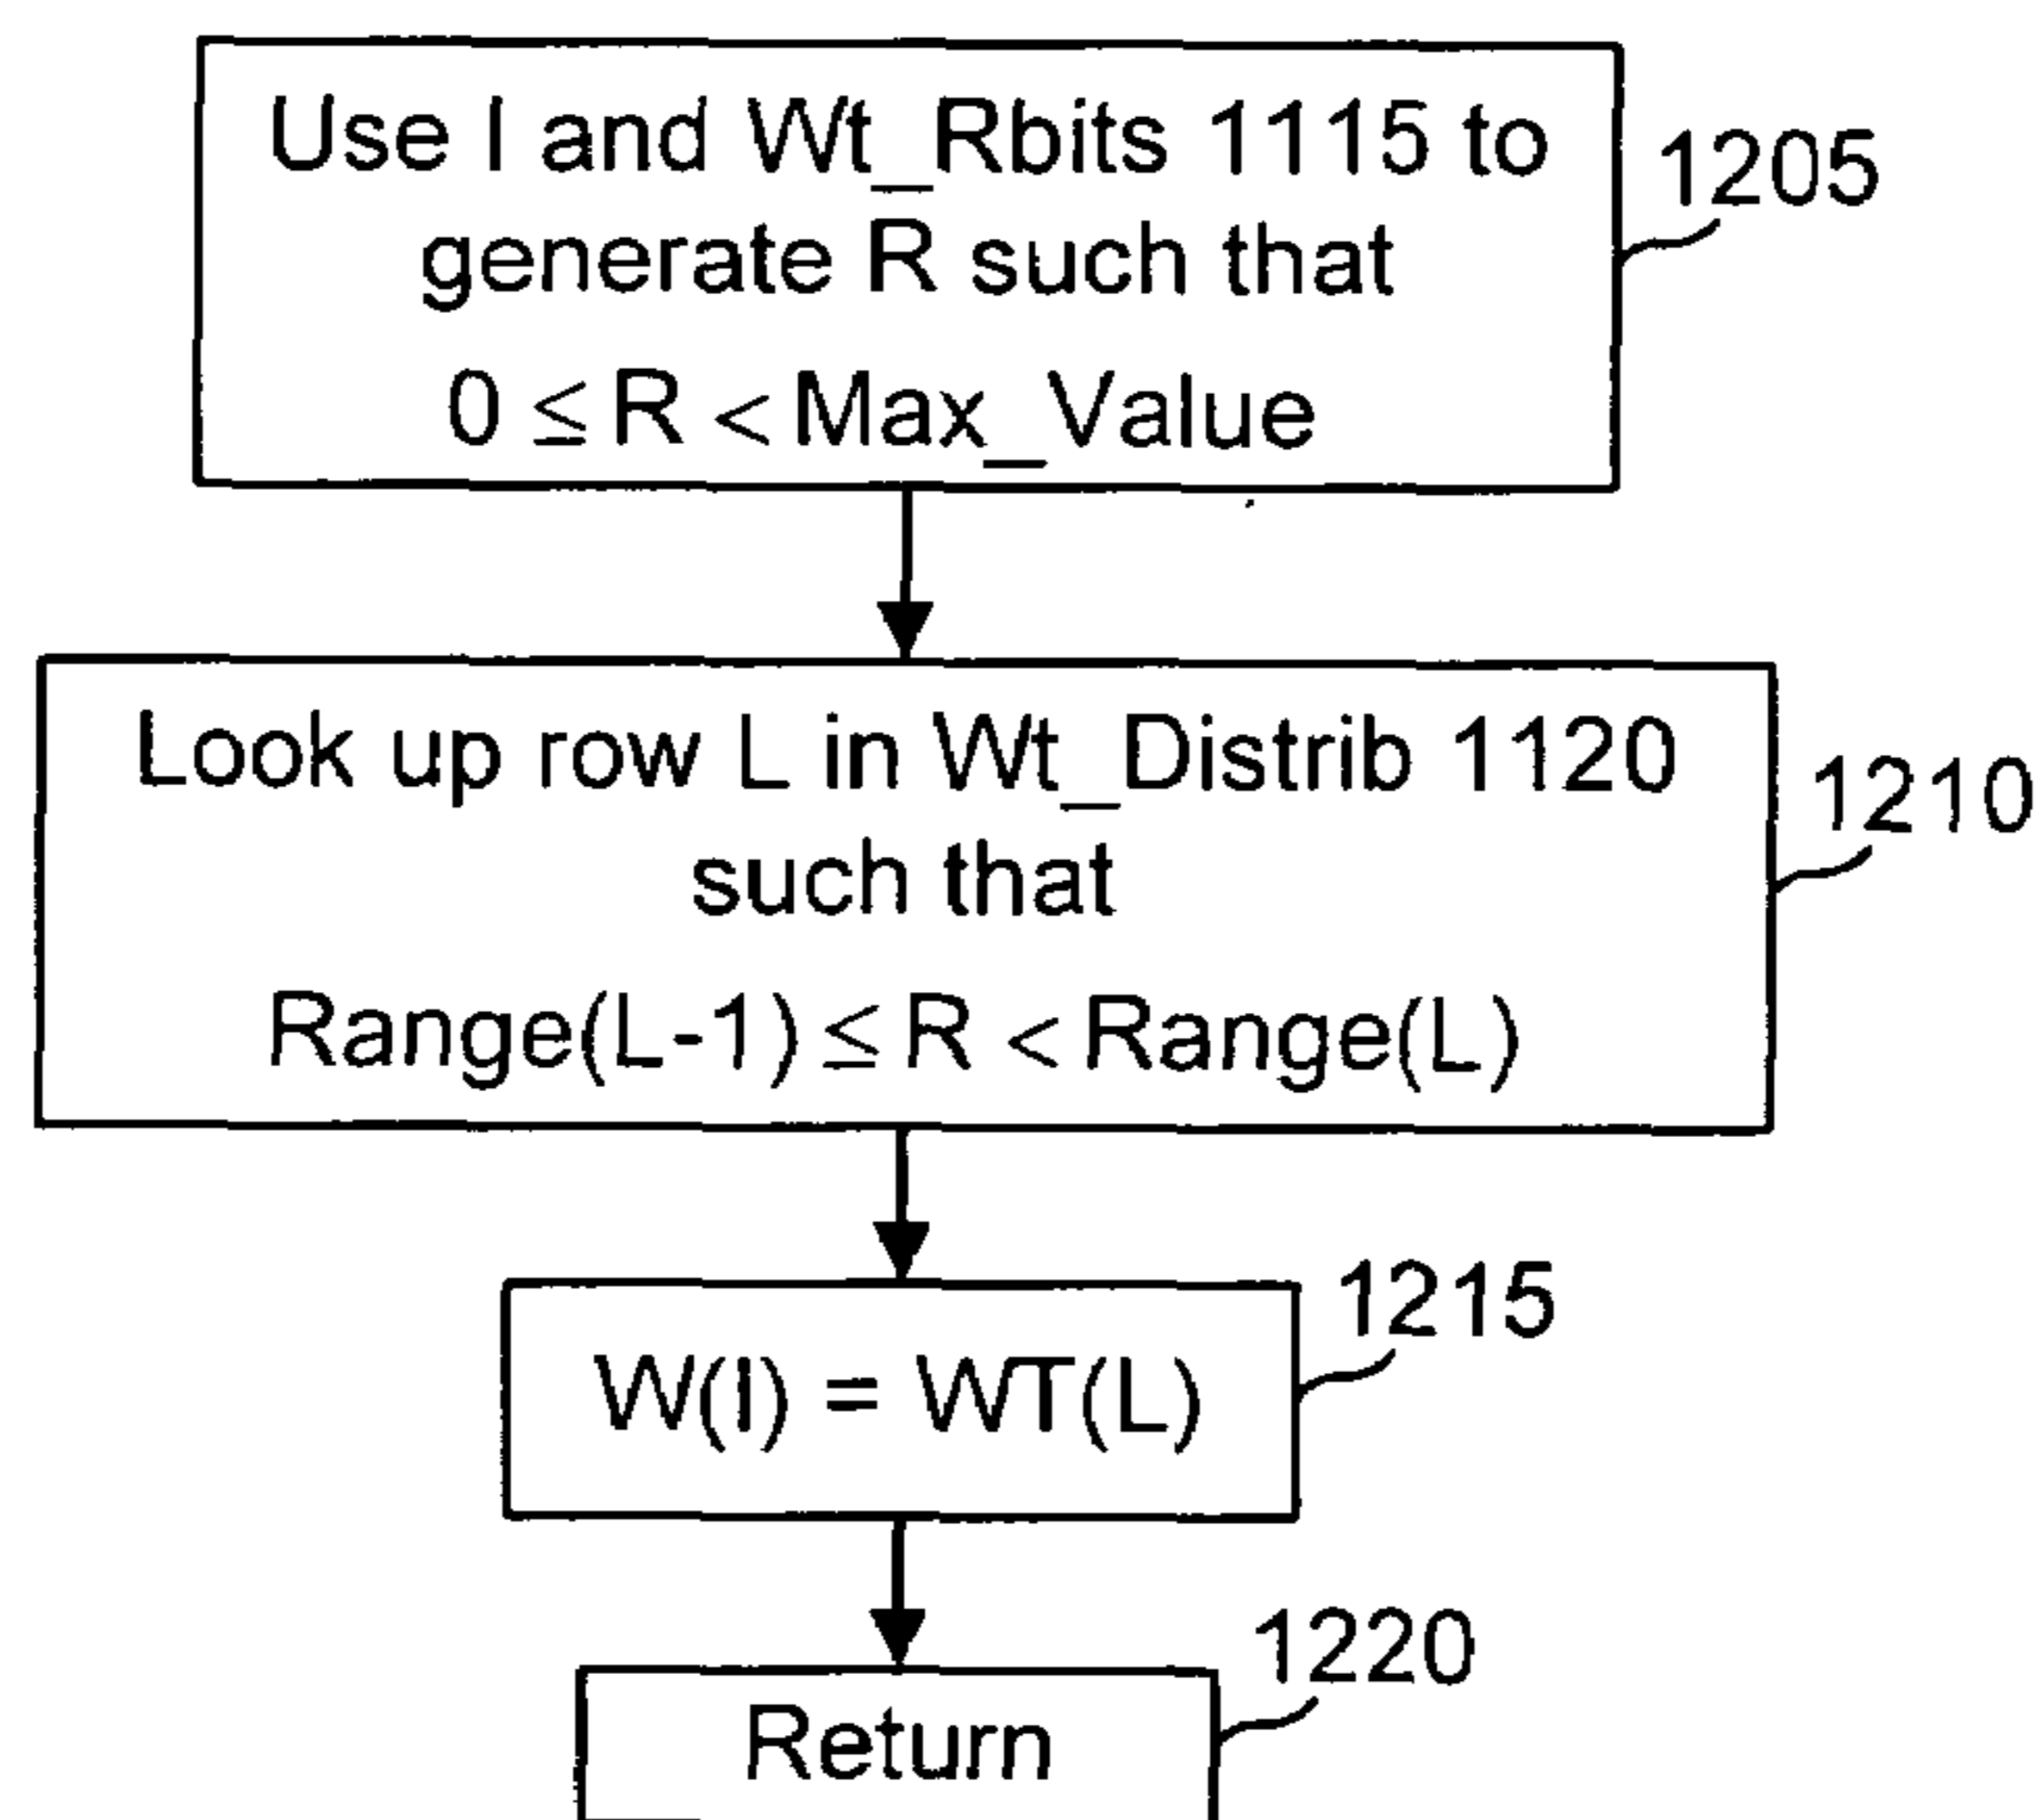 Use I and Wt_Rbits 1115 to
generate R such that
0 ≤ R < Max_Value
1205
Look up row L in Wt_Distrib 1120
such that
Range(L-1) ≤ R < Range(L)
1210
W(I) = WT(L)
1215
Return
1220